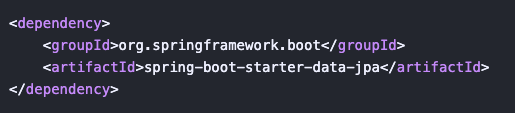 <dependency>
    <groupId>org.springframework.boot</groupId>
    <artifactId>spring-boot-starter-data-jpa</artifactId>
</dependency>